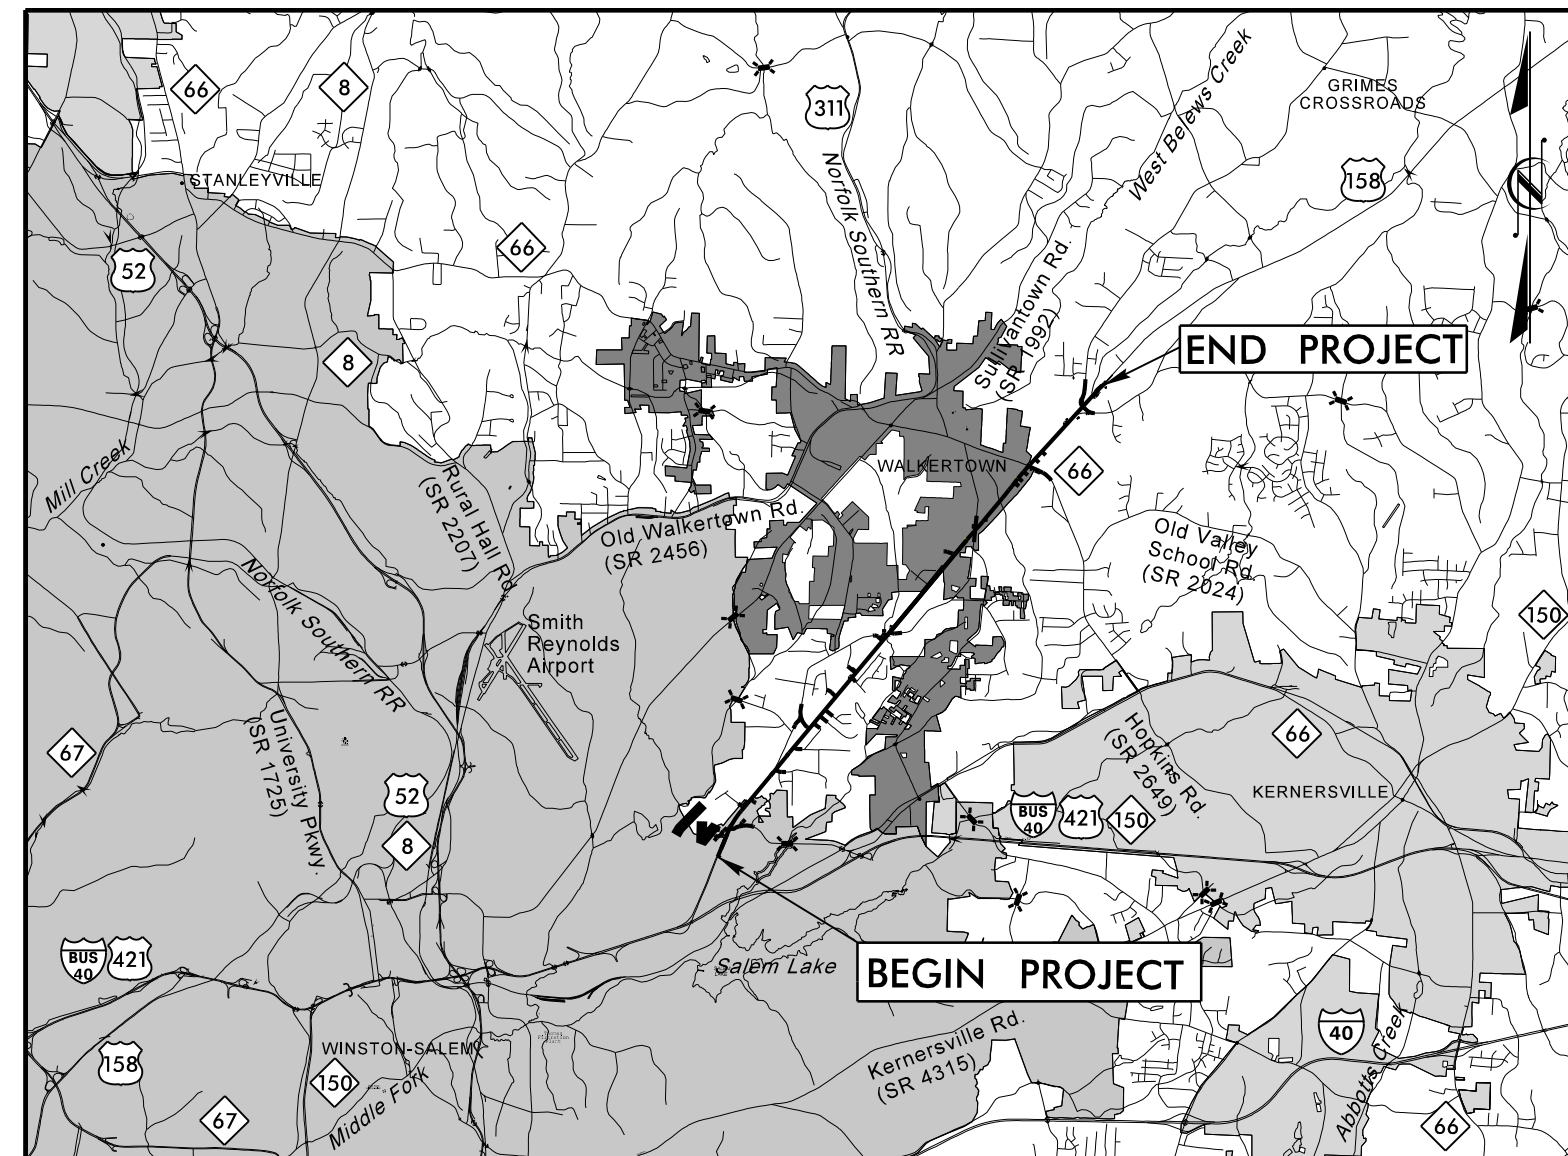 GRIMES
CROSSROADS
66
8
311
West Belews Creek
158
STANLEYVILLE
Norfolk Southern RR
66
52
Sullivantown Rd.
(SR 1992)
END PROJECT
8
Mill Creek
Rural Hall Rd.
(SR 2207)
WALKERTOWN
66
Old Walkertown Rd.
(SR 2456)
Old Valley
School Rd.
(SR 2024)
Norfolk Southern RR
Smith
Reynolds
Airport
150
67
University Pkwy.
(SR 1725)
Hopkins Rd.
(SR 2649)
66
52
8
KERNERSVILLE
BUS
40
421
150
BUS
40
421
Salem Lake
BEGIN PROJECT
158
WINSTON-SALEM
150
Middle Fork
67
Kernersville Rd.
(SR 4315)
40
Abbotts Creek
66